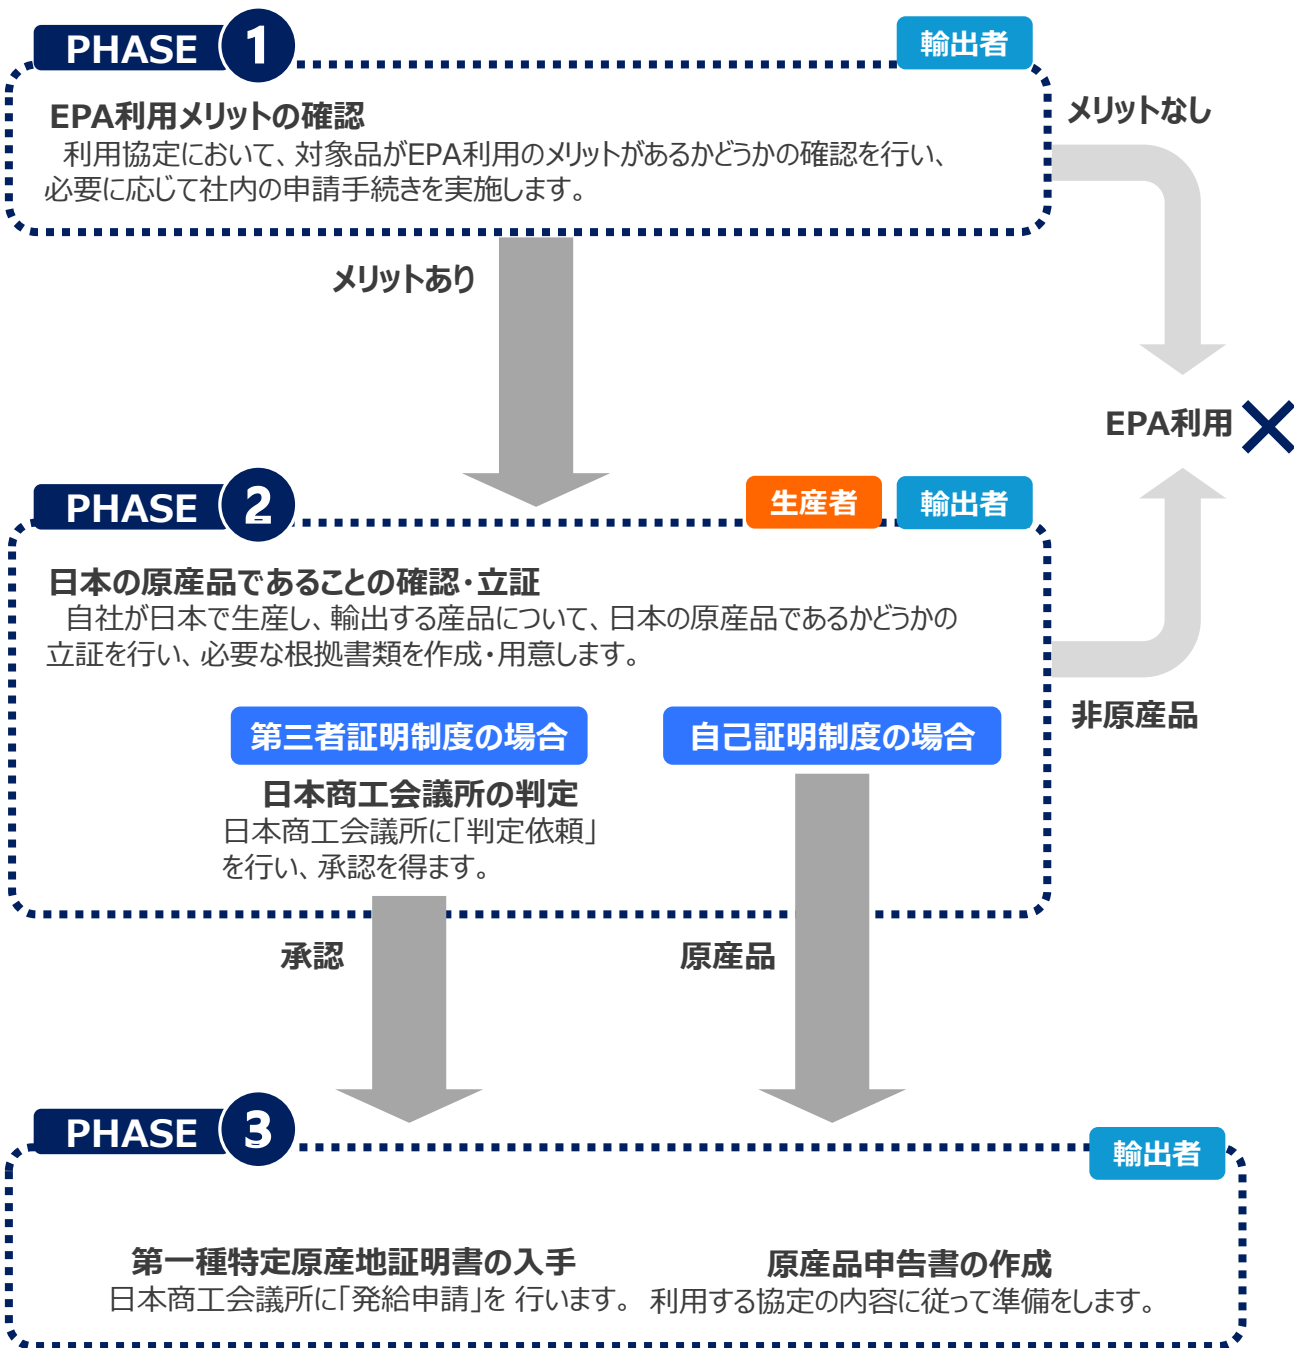 PHASE 1
輸出者
EPA利用メリットの確認
利用協定において、対象品がEPA利用のメリットがあるかどうかの確認を行い、
必要に応じて社内の申請手続きを実施します。
メリットなし
メリットあり
EPA利用
PHASE 2
生産者
輸出者
日本の原産品であることの確認・立証
自社が日本で生産し、輸出する産品について、日本の原産品であるかどうかの
立証を行い、必要な根拠書類を作成・用意します。
非原産品
第三者証明制度の場合
日本商工会議所の判定
日本商工会議所に「判定依頼」
を行い、承認を得ます。
自己証明制度の場合
承認
原産品
PHASE 3
輸出者
第一種特定原産地証明書の入手
日本商工会議所に「発給申請」を 行います。
原産品申告書の作成
利用する協定の内容に従って準備をします。